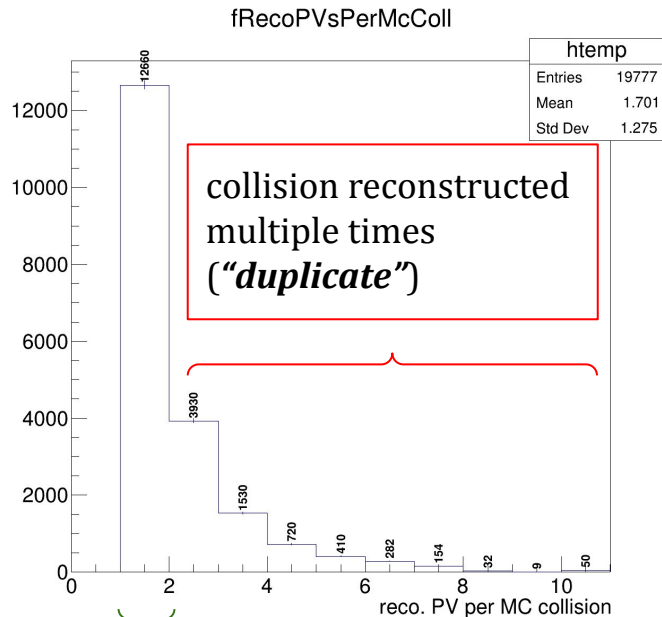 fRecoPVsPerMcColl
htemp
Entries 19777
Mean 1.701
Std Dev 1.275
12660
12000
10000
8000
6000
4000
2000
0
collision reconstructed
multiple times
(“duplicate”)
3930
1530
720
410
282
154
32
9
50
0 2 4 6 8 10
reco. PV per MC collision